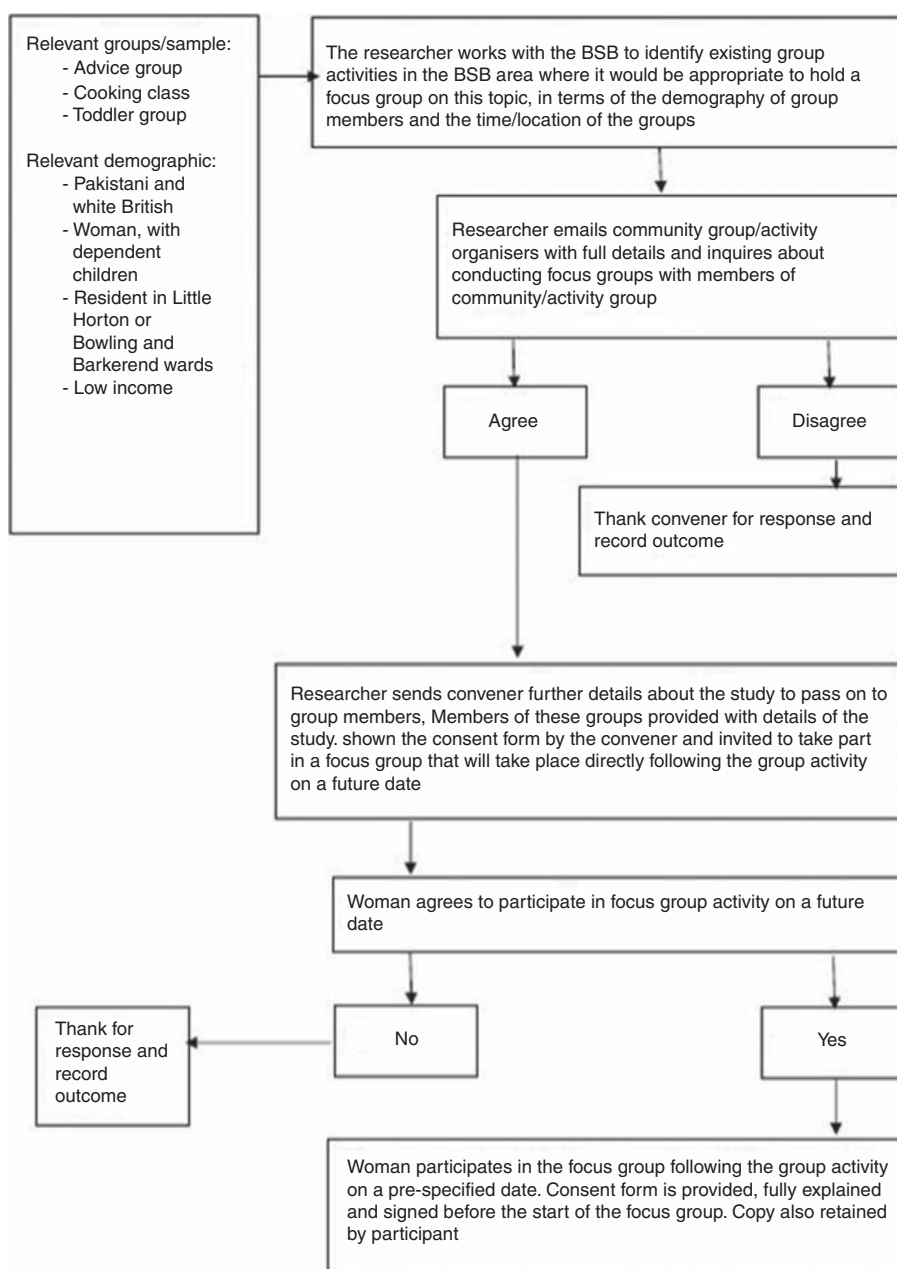 Relevant groups/sample:
- Advice group
- Cooking class
- Toddler group
Relevant demographic:
- Pakistani and
white British
- Woman, with
dependent
children
- Resident in Little
Horton or
Bowling and
Barkerend wards
- Low income
The researcher works with the BSB to identify existing group
activities in the BSB area where it would be appropriate to hold a
focus group on this topic, in terms of the demography of group
members and the time/location of the groups
Researcher emails community group/activity
organisers with full details and inquires about
conducting focus groups with members of
community/activity group
Agree
Disagree
Thank convener for response and
record outcome
Researcher sends convener further details about the study to pass on to
group members, Members of these groups provided with details of the
study. shown the consent form by the convener and invited to take part
in a focus group that will take place directly following the group activity
on a future date
Woman agrees to participate in focus group activity on a future
date
Thank for
response and
record
outcome
No
Yes
Woman participates in the focus group following the group activity
on a pre-specified date. Consent form is provided, fully explained
and signed before the start of the focus group. Copy also retained
by participant